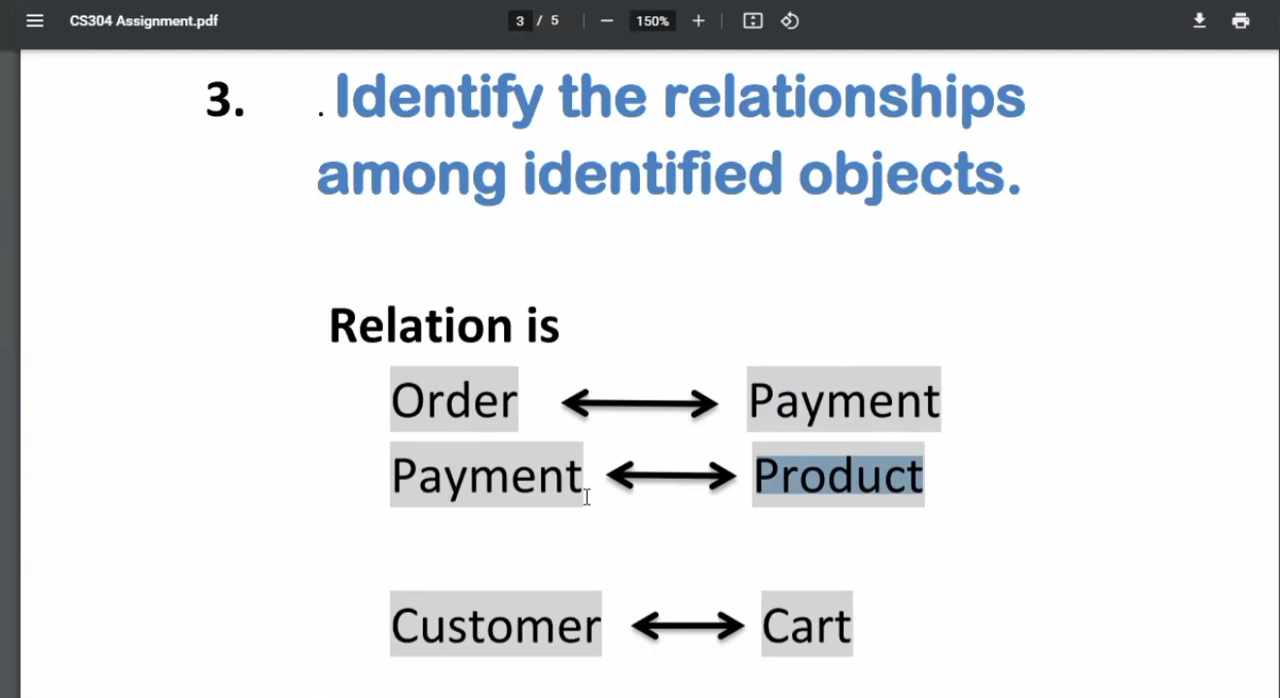 CS304 Assignment.pdf 3 / 5 150%
3. . Identify the relationships
among identified objects.
Relation is
Order Payment
Payment Product
Customer Cart